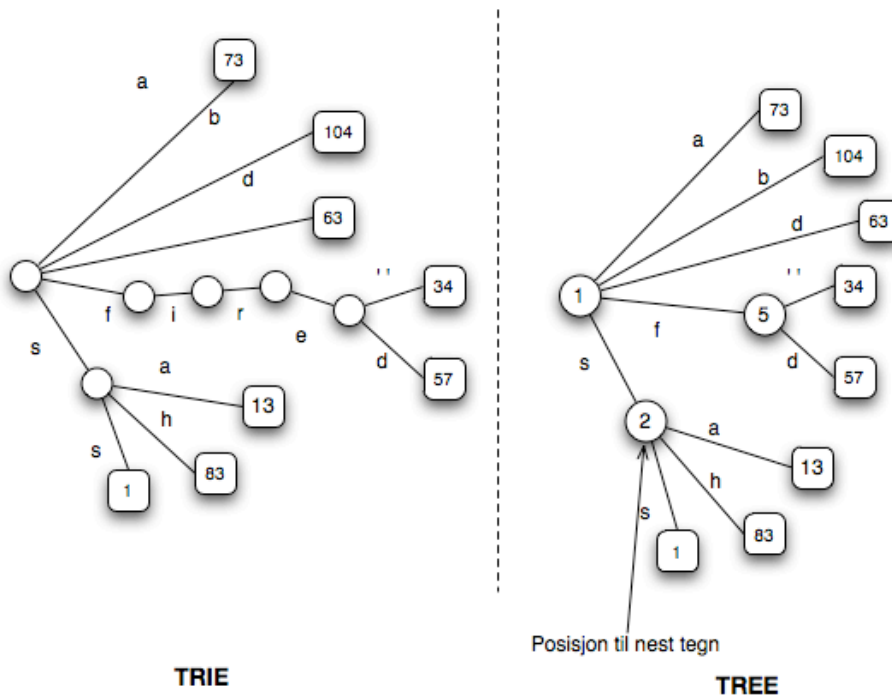 a
73
b
104
d
63
f
i
r
e
' '
34
d
57
s
a
13
h
83
s
1
TRIE
a
73
b
104
d
63
1
f
5
' '
34
d
57
s
2
a
13
h
83
s
1
Posisjon til nest tegn
TREE